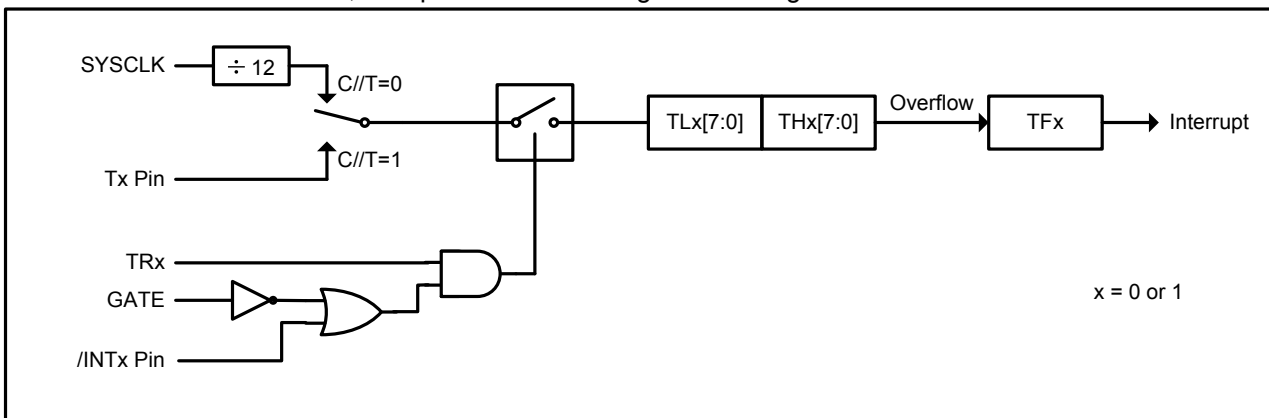 SYSCLK
÷ 12
C//T=0
Overflow
TLx[7:0] THx[7:0] TFx Interrupt
C//T=1
Tx Pin
TRx
GATE
x = 0 or 1
/INTx Pin